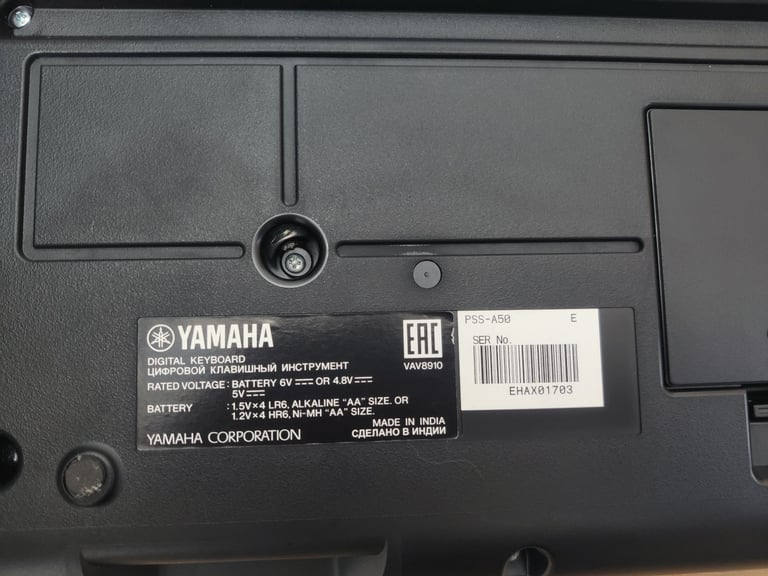 YAMAHA
DIGITAL KEYBOARD
ЦИФРОВОЙ КЛАВИШНЫЙ ИНСТРУМЕНТ
RATED VOLTAGE: BATTERY 6V OR 4.8V
5V
BATTERY : 1.5V×4 LR6, ALKALINE "AA" SIZE. OR
1.2V×4 HR6, Ni-MH "AA" SIZE.
YAMAHA CORPORATION
MADE IN INDIA
СДЕЛАНО В ИНДИИ
EAC
VAV8910
PSS-A50 E
SER No.
EHAX01703